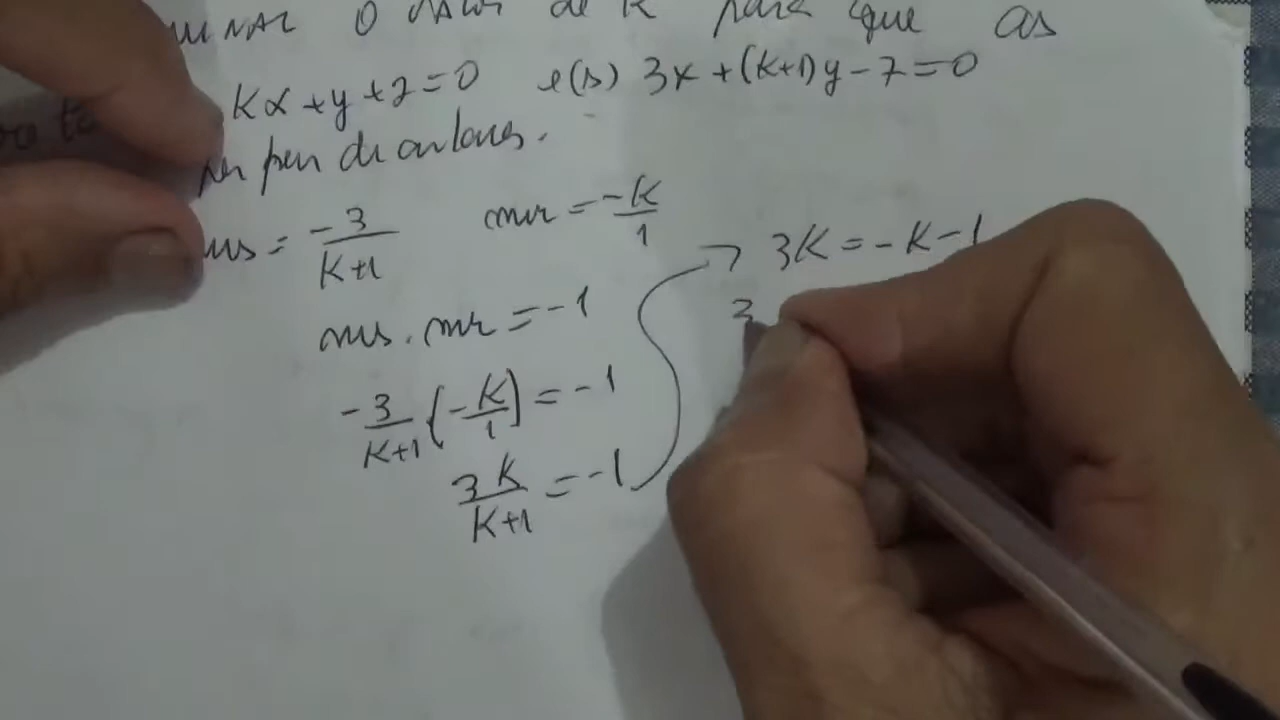 O valor de K para que as
Kx + y + 2 = 0 e (s) 3x + (K+1)y - 7 = 0
perpendiculares.
ms = -3/(K+1) mr = -K/1
ms . mr = -1
-3/(K+1) (-K/1) = -1
3K/(K+1) = -1
3K = -K - 1
3